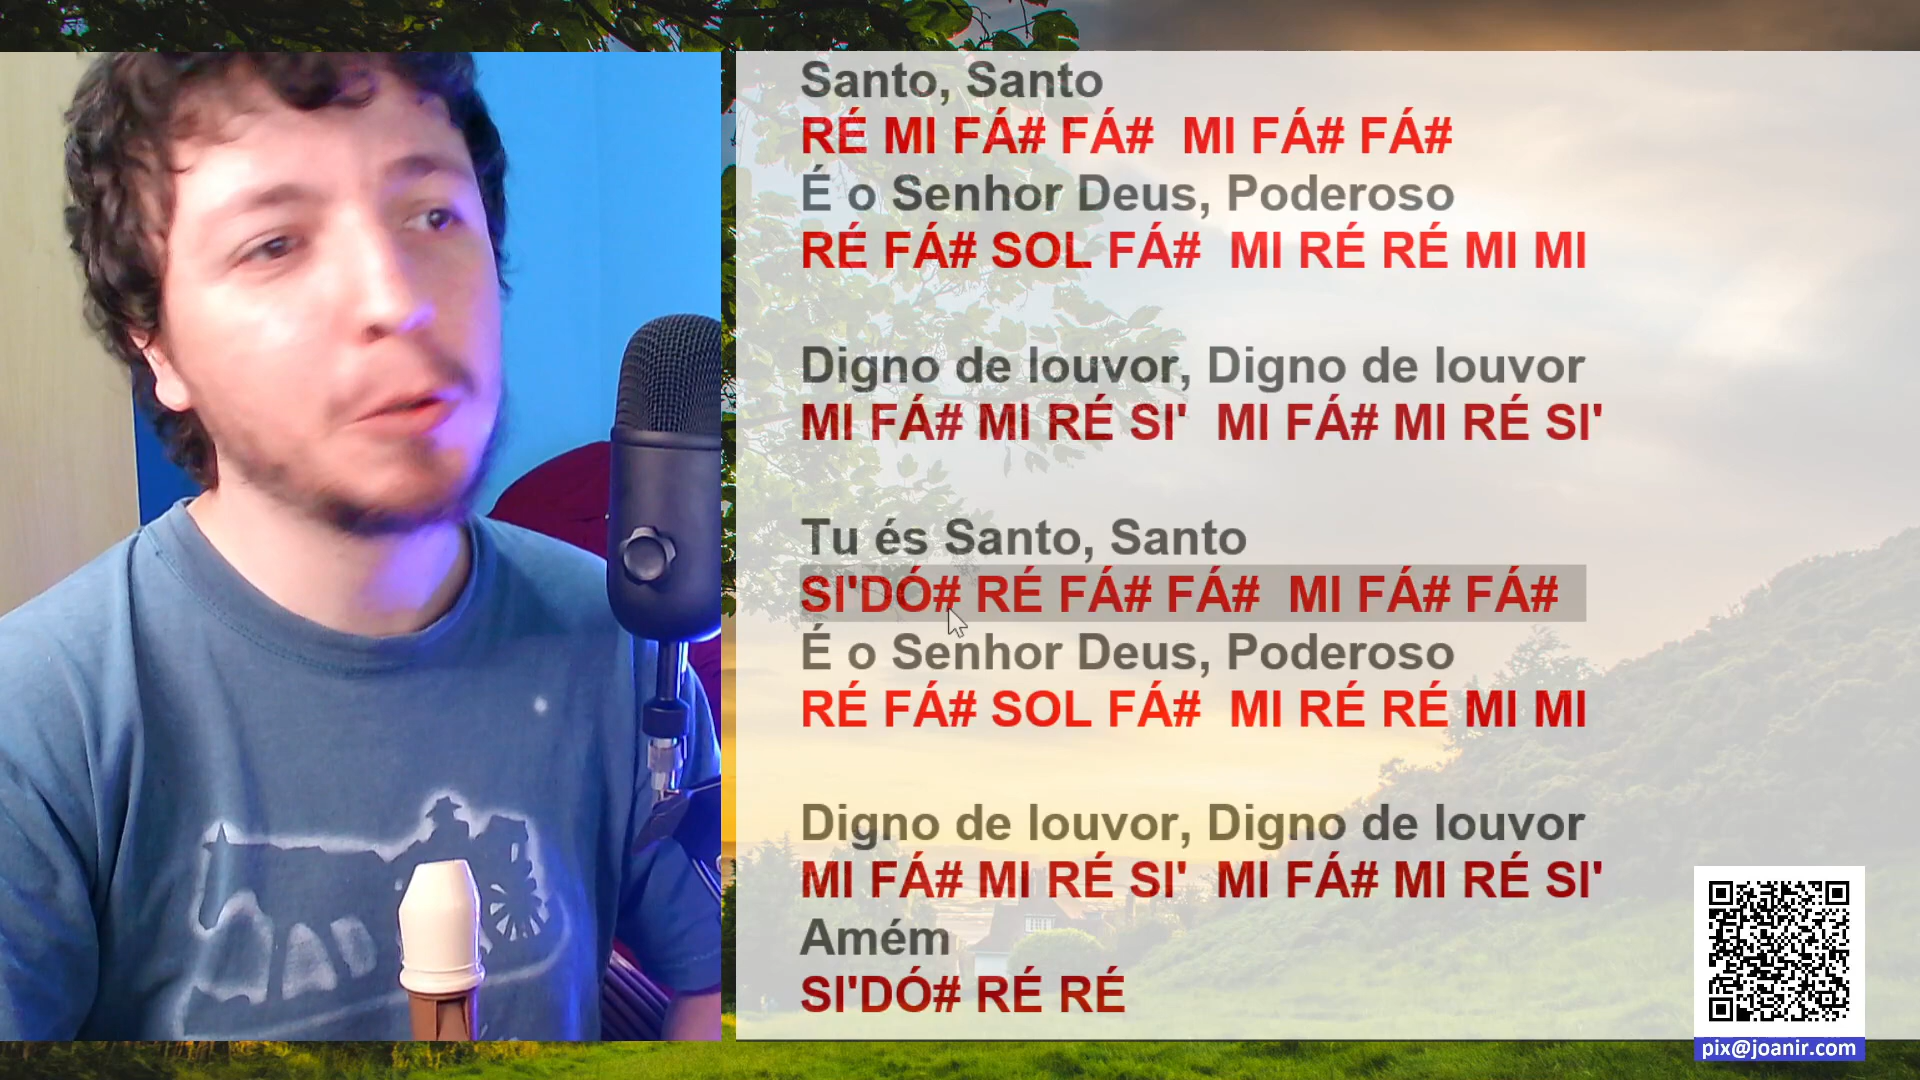 Santo, Santo
RÉ MI FÁ# FÁ#  MI FÁ# FÁ#
É o Senhor Deus, Poderoso
RÉ FÁ# SOL FÁ#  MI RÉ RÉ MI MI
Digno de louvor, Digno de louvor
MI FÁ# MI RÉ SI'  MI FÁ# MI RÉ SI'
Tu és Santo, Santo
SI'DÓ# RÉ FÁ# FÁ#  MI FÁ# FÁ#
É o Senhor Deus, Poderoso
RÉ FÁ# SOL FÁ#  MI RÉ RÉ MI MI
Digno de louvor, Digno de louvor
MI FÁ# MI RÉ SI'  MI FÁ# MI RÉ SI'
Amém
SI'DÓ# RÉ RÉ
pix@joanir.com